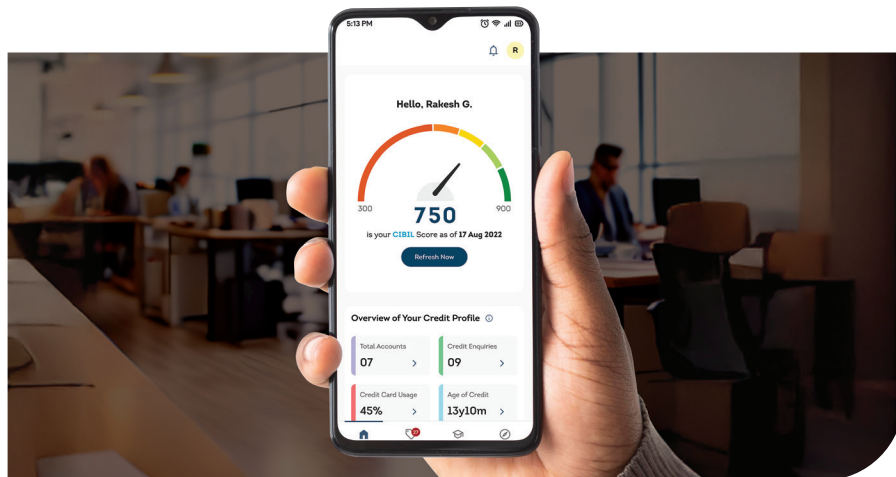 5:13 PM
R
Hello, Rakesh G.
300
900
750
is your CIBIL Score as of 17 Aug 2022
Refresh Now
Overview of Your Credit Profile
Total Accounts
07
Credit Enquiries
09
Credit Card Usage
45%
Age of Credit
13y10m
27